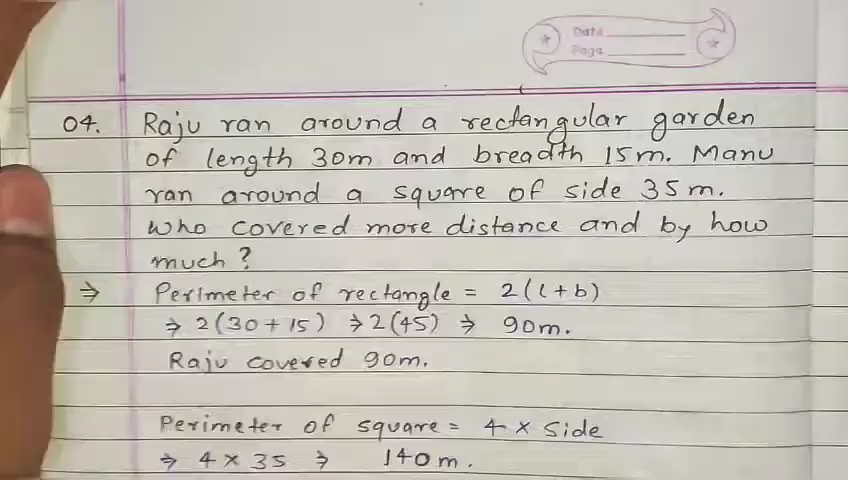 Date
Page
04. Raju ran around a rectangular garden
of length 30m and breadth 15m. Manu
ran around a square of side 35m.
who covered more distance and by how
much?
⇒ Perimeter of rectangle = 2(l+b)
⇒ 2(30+15) ⇒ 2(45) ⇒ 90m.
Raju covered 90m.
Perimeter of square = 4 × side
⇒ 4 × 35 ⇒ 140m.